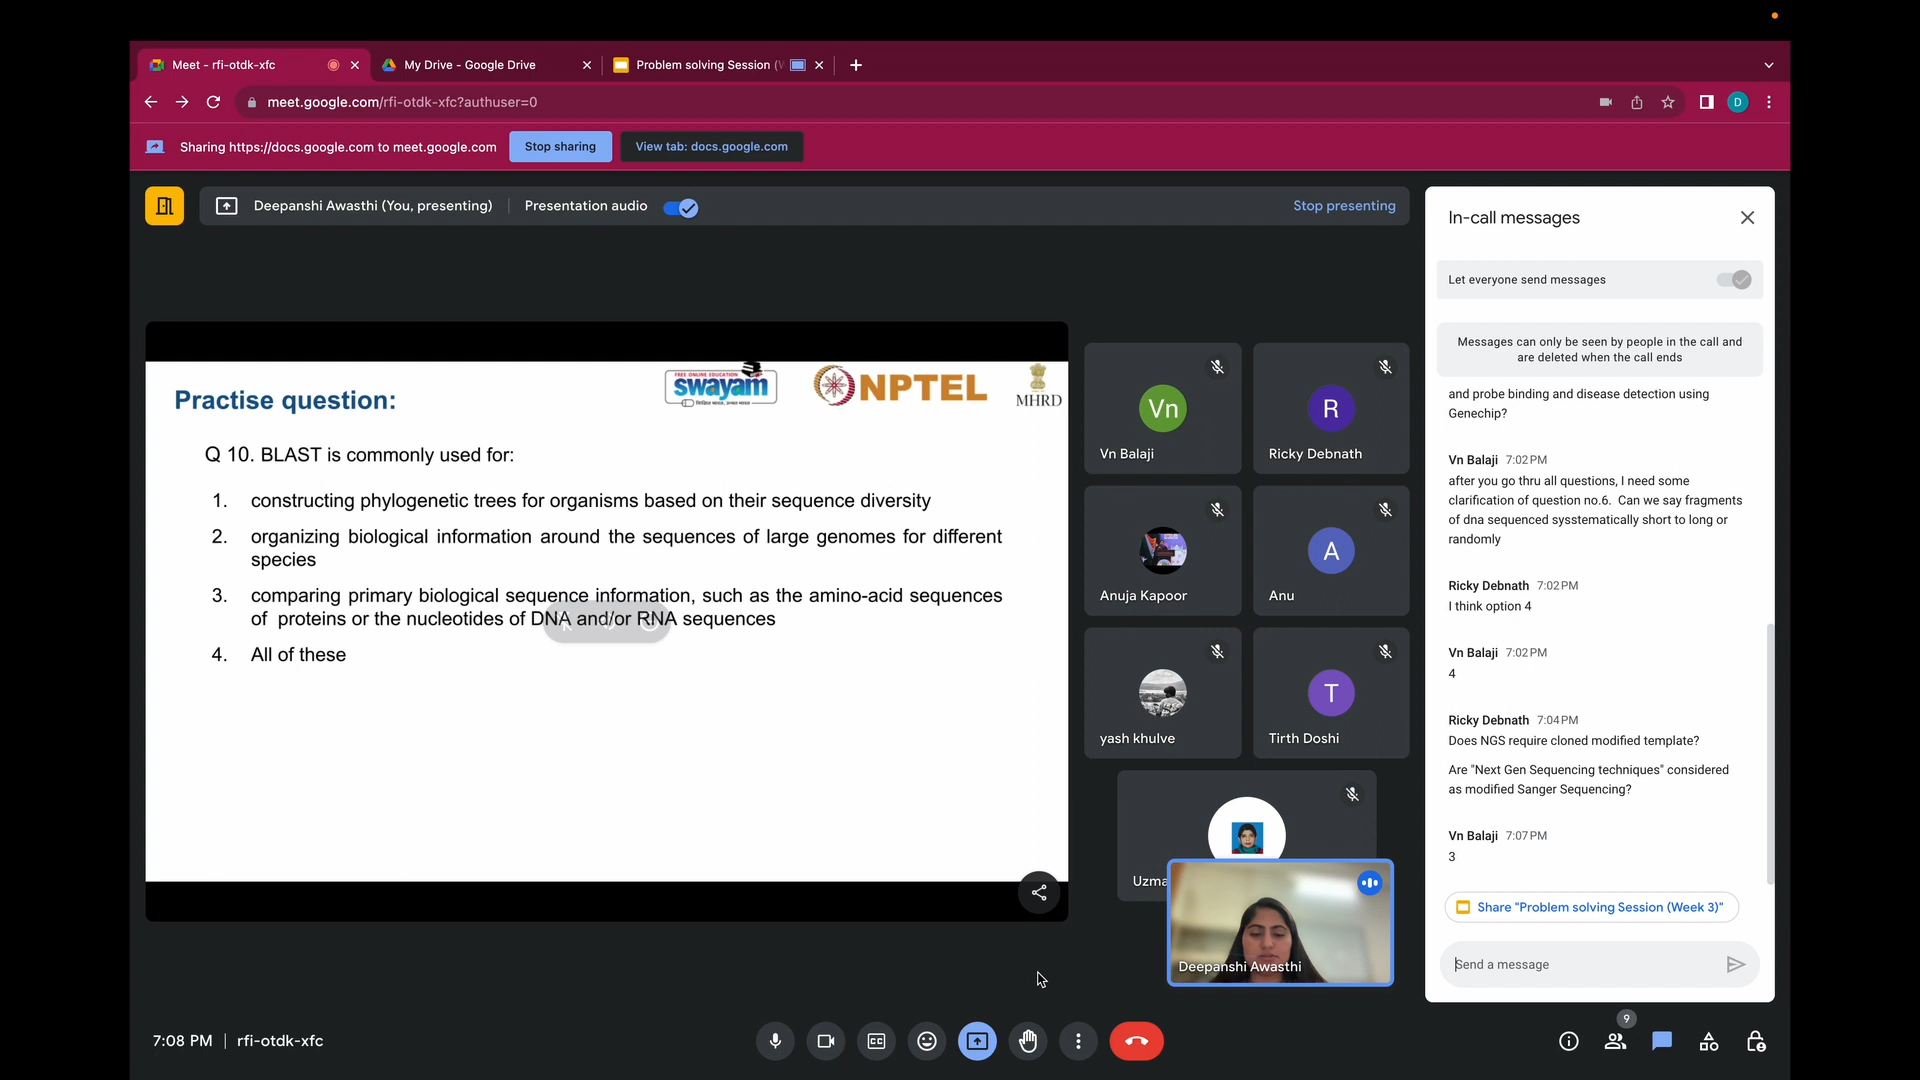 Meet - rfi-otdk-xfc
My Drive - Google Drive
Problem solving Session (
meet.google.com/rfi-otdk-xfc?authuser=0
D
Sharing https://docs.google.com to meet.google.com
Stop sharing
View tab: docs.google.com
Deepanshi Awasthi (You, presenting)
Presentation audio
Stop presenting
Practise question:
FREE ONLINE EDUCATION
swayam
NPTEL
MHRD
Q 10. BLAST is commonly used for:
1. constructing phylogenetic trees for organisms based on their sequence diversity
2. organizing biological information around the sequences of large genomes for different
species
3. comparing primary biological sequence information, such as the amino-acid sequences
of proteins or the nucleotides of DNA and/or RNA sequences
4. All of these
Vn
Vn Balaji
R
Ricky Debnath
Anuja Kapoor
A
Anu
yash khulve
T
Tirth Doshi
Uzma
Deepanshi Awasthi
In-call messages
Let everyone send messages
Messages can only be seen by people in the call and
are deleted when the call ends
and probe binding and disease detection using
Genechip?
Vn Balaji 7:02 PM
after you go thru all questions, I need some
clarification of question no.6. Can we say fragments
of dna sequenced sysstematically short to long or
randomly
Ricky Debnath 7:02 PM
I think option 4
Vn Balaji 7:02 PM
4
Ricky Debnath 7:04 PM
Does NGS require cloned modified template?
Are "Next Gen Sequencing techniques" considered
as modified Sanger Sequencing?
Vn Balaji 7:07 PM
3
Share "Problem solving Session (Week 3)"
Send a message
7:08 PM | rfi-otdk-xfc
CC
9